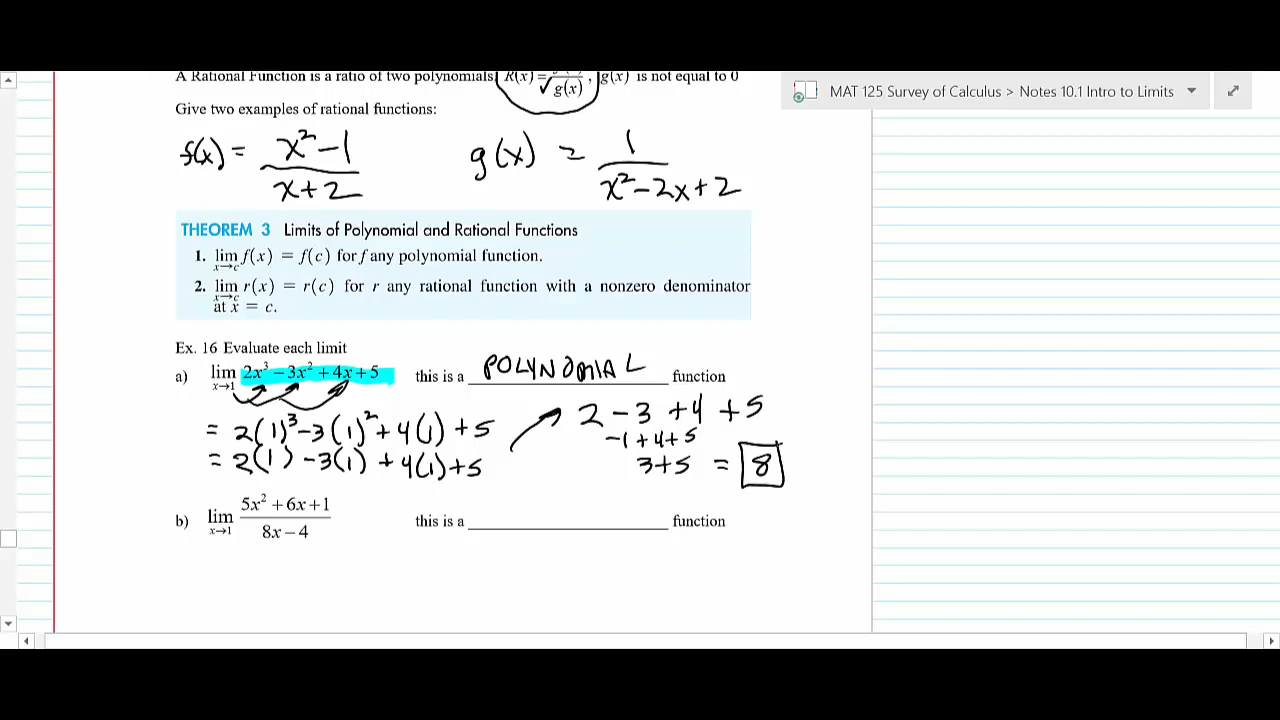 A Rational Function is a ratio of two polynomials, R(x) = /g(x), g(x) is not equal to 0
MAT 125 Survey of Calculus > Notes 10.1 Intro to Limits
Give two examples of rational functions:
f(x) = (x² - 1)/(x + 2) g(x) = 1/(x² - 2x + 2)
THEOREM 3 Limits of Polynomial and Rational Functions
1. lim x→c f(x) = f(c) for f any polynomial function.
2. lim x→c r(x) = r(c) for r any rational function with a nonzero denominator
at x = c.
Ex. 16 Evaluate each limit
a) lim x→1 2x³ - 3x² + 4x + 5 this is a POLYNOMIAL function
= 2(1)³ - 3(1)² + 4(1) + 5 2 - 3 + 4 + 5
-1 + 4 + 5
= 2(1) - 3(1) + 4(1) + 5 3 + 5 = 8
b) lim x→1 (5x² + 6x + 1)/(8x - 4) this is a ____________________ function